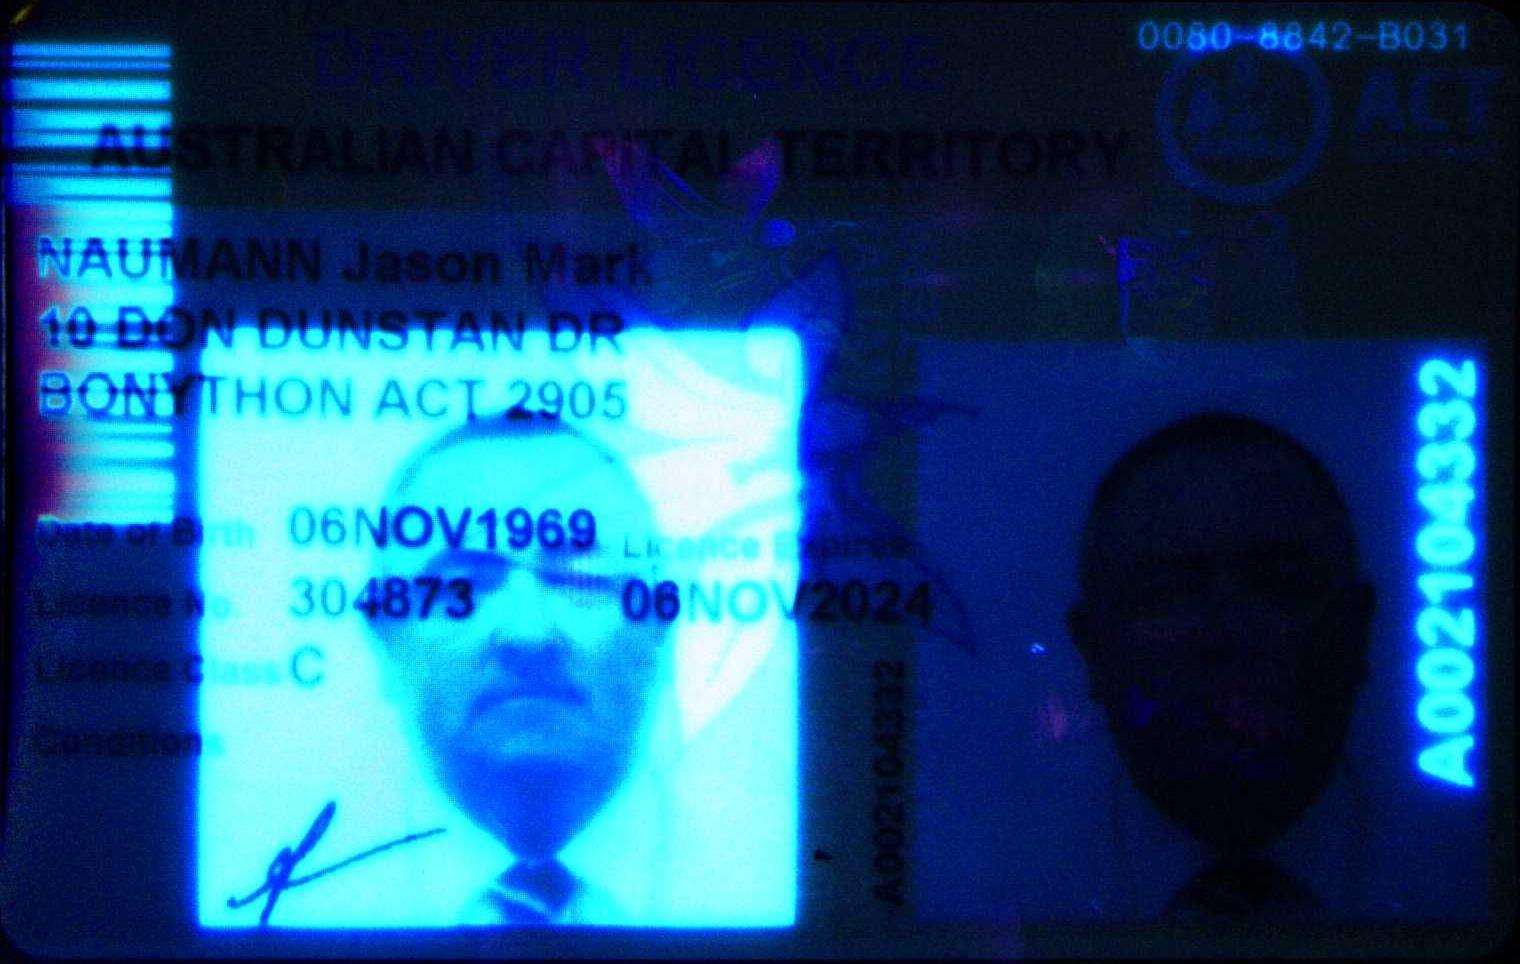 0080-8842-B031
DRIVER LICENCE
ACT
AUSTRALIAN CAPITAL TERRITORY
NAUMANN Jason Mark
10 DON DUNSTAN DR
BONYTHON ACT 2905
Date of Birth 06NOV1969
Licence Expires
Licence No. 304873 06NOV2024
Licence Class C
Conditions
A002104332
A002104332